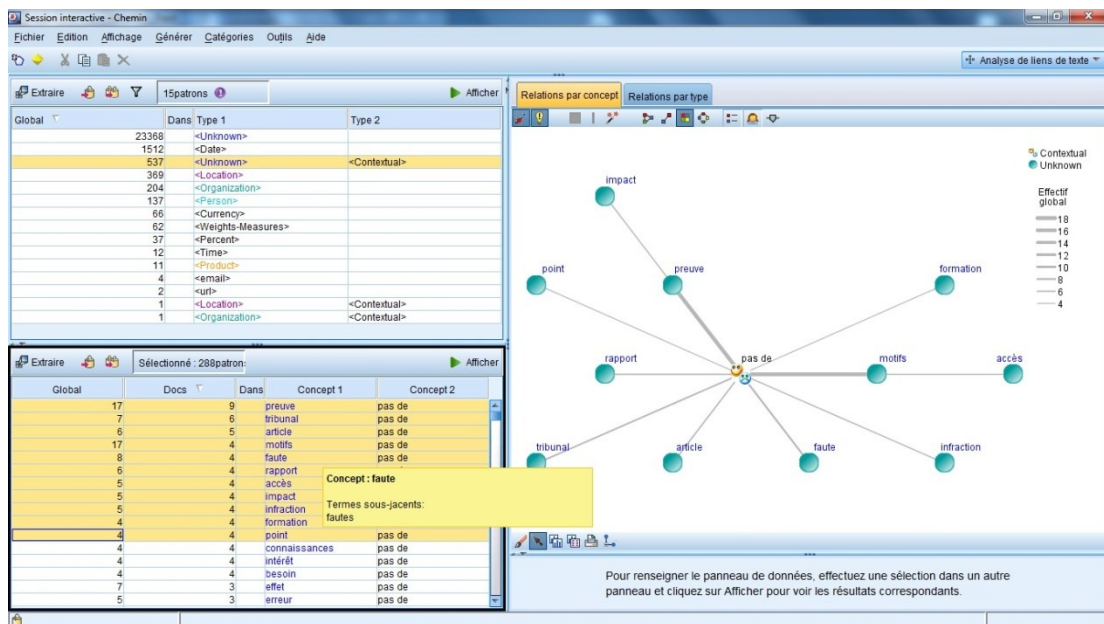 Session interactive - Chemin
Fichier Edition Affichage Générer Catégories Outils Aide
Analyse de liens de texte
Extraire 15patrons Afficher
Global Dans Type 1 Type 2
23368 <Unknown>
1512 <Date>
537 <Unknown> <Contextual>
369 <Location>
204 <Organization>
137 <Person>
66 <Currency>
62 <Weights-Measures>
37 <Percent>
12 <Time>
11 <Product>
4 <email>
2 <url>
1 <Location> <Contextual>
1 <Organization> <Contextual>
Extraire Sélectionné : 288patron Afficher
Global Docs Dans Concept 1 Concept 2
17 9 preuve pas de
7 6 tribunal pas de
6 5 article pas de
17 4 motifs pas de
8 4 faute pas de
6 4 rapport
5 4 accès
5 4 impact
5 4 infraction
4 4 formation
4 4 point pas de
4 4 connaissances pas de
4 4 intérêt pas de
4 4 besoin pas de
7 3 effet pas de
5 3 erreur pas de
Concept : faute
Termes sous-jacents:
fautes
Relations par concept Relations par type
Contextual
Unknown
Effectif
global
18
16
14
12
10
8
6
4
impact
point preuve formation
rapport pas de motifs accès
tribunal article faute infraction
Pour renseigner le panneau de données, effectuez une sélection dans un autre
panneau et cliquez sur Afficher pour voir les résultats correspondants.